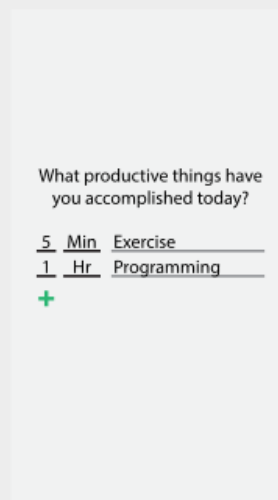 What productive things have
you accomplished today?
5 Min Exercise
1 Hr Programming
+